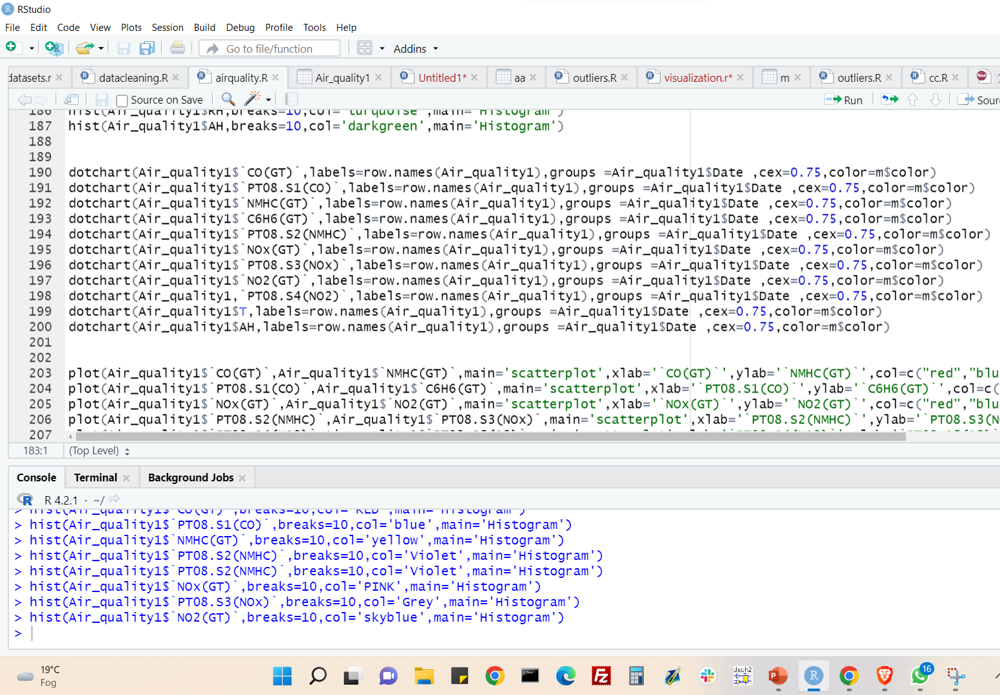 RStudio
File Edit Code View Plots Session Build Debug Profile Tools Help
Go to file/function Addins
datasets.r datacleaning.R airquality.R Air_quality1 Untitled1* aa outliers.R visualization.r* m outliers.R cc.R
Source on Save Run Sour
186 hist(Air_quality1$RH,breaks=10,col='turquoise',main='Histogram')
187 hist(Air_quality1$AH,breaks=10,col='darkgreen',main='Histogram')
188
189
190 dotchart(Air_quality1$`CO(GT)`,labels=row.names(Air_quality1),groups =Air_quality1$Date ,cex=0.75,color=m$color)
191 dotchart(Air_quality1$`PT08.S1(CO)`,labels=row.names(Air_quality1),groups =Air_quality1$Date ,cex=0.75,color=m$color)
192 dotchart(Air_quality1$`NMHC(GT)`,labels=row.names(Air_quality1),groups =Air_quality1$Date ,cex=0.75,color=m$color)
193 dotchart(Air_quality1$`C6H6(GT)`,labels=row.names(Air_quality1),groups =Air_quality1$Date ,cex=0.75,color=m$color)
194 dotchart(Air_quality1$`PT08.S2(NMHC)`,labels=row.names(Air_quality1),groups =Air_quality1$Date ,cex=0.75,color=m$color)
195 dotchart(Air_quality1$`NOx(GT)`,labels=row.names(Air_quality1),groups =Air_quality1$Date ,cex=0.75,color=m$color)
196 dotchart(Air_quality1$`PT08.S3(NOx)`,labels=row.names(Air_quality1),groups =Air_quality1$Date ,cex=0.75,color=m$color)
197 dotchart(Air_quality1$`NO2(GT)`,labels=row.names(Air_quality1),groups =Air_quality1$Date ,cex=0.75,color=m$color)
198 dotchart(Air_quality1,`PT08.S4(NO2)`,labels=row.names(Air_quality1),groups =Air_quality1$Date ,cex=0.75,color=m$color)
199 dotchart(Air_quality1$T,labels=row.names(Air_quality1),groups =Air_quality1$Date ,cex=0.75,color=m$color)
200 dotchart(Air_quality1$AH,labels=row.names(Air_quality1),groups =Air_quality1$Date ,cex=0.75,color=m$color)
201
202
203 plot(Air_quality1$`CO(GT)`,Air_quality1$`NMHC(GT)`,main='scatterplot',xlab='`CO(GT)`',ylab='`NMHC(GT)`',col=c("red","blu
204 plot(Air_quality1$`PT08.S1(CO)`,Air_quality1$`C6H6(GT)`,main='scatterplot',xlab='`PT08.S1(CO)`',ylab='`C6H6(GT)`',col=c(
205 plot(Air_quality1$`NOx(GT)`,Air_quality1$`NO2(GT)`,main='scatterplot',xlab='`NOx(GT)`',ylab='`NO2(GT)`',col=c("red","blu
206 plot(Air_quality1$`PT08.S2(NMHC)`,Air_quality1$`PT08.S3(NOx)`,main='scatterplot',xlab='`PT08.S2(NMHC)`',ylab='`PT08.S3(N
207
183:1 (Top Level)
Console Terminal Background Jobs
R 4.2.1 · ~/
> hist(Air_quality1$`CO(GT)`,breaks=10,col='RED',main='Histogram')
> hist(Air_quality1$`PT08.S1(CO)`,breaks=10,col='blue',main='Histogram')
> hist(Air_quality1$`NMHC(GT)`,breaks=10,col='yellow',main='Histogram')
> hist(Air_quality1$`PT08.S2(NMHC)`,breaks=10,col='Violet',main='Histogram')
> hist(Air_quality1$`PT08.S2(NMHC)`,breaks=10,col='Violet',main='Histogram')
> hist(Air_quality1$`NOx(GT)`,breaks=10,col='PINK',main='Histogram')
> hist(Air_quality1$`PT08.S3(NOx)`,breaks=10,col='Grey',main='Histogram')
> hist(Air_quality1$`NO2(GT)`,breaks=10,col='skyblue',main='Histogram')
>
19°C
Fog
dsch2
16